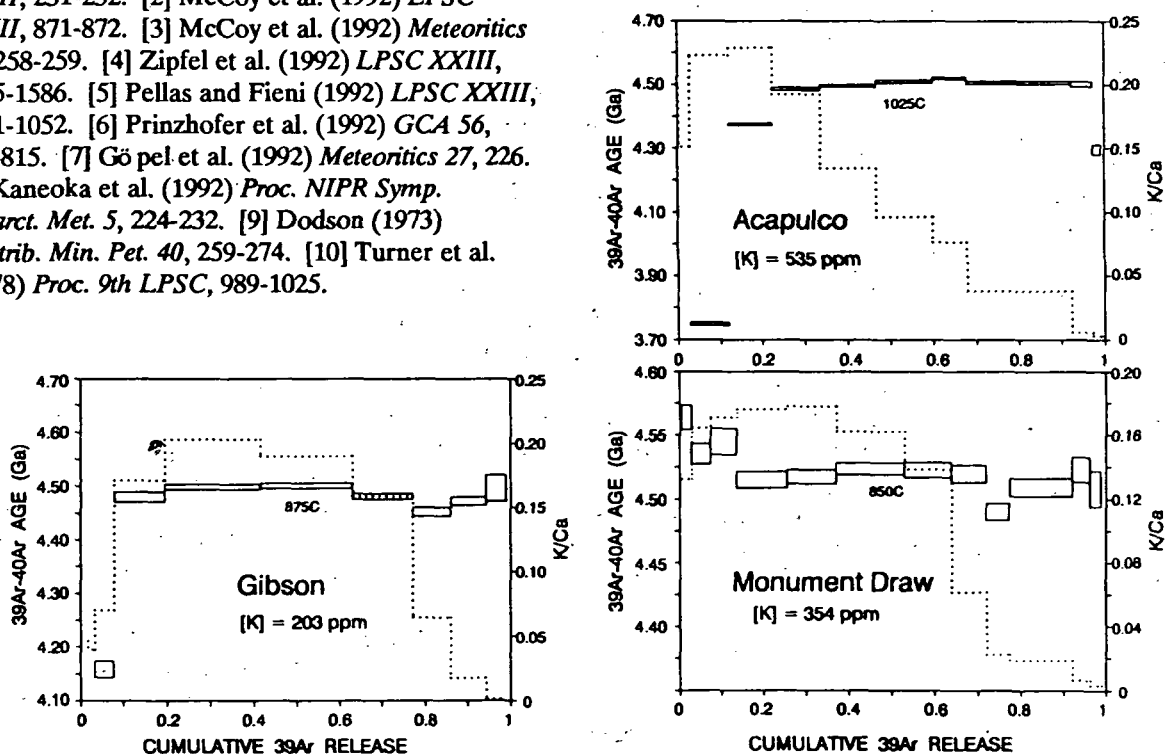 II, 231-232. [2] McCoy et al. (1992) LPSC
III, 871-872. [3] McCoy et al. (1992) Meteoritics
258-259. [4] Zipfel et al. (1992) LPSC XXIII,
5-1586. [5] Pellas and Fieni (1992) LPSC XXIII,
1-1052. [6] Prinzhofer et al. (1992) GCA 56,
-815. [7] Göpel et al. (1992) Meteoritics 27, 226.
Kaneoka et al. (1992) Proc. NIPR Symp.
arct. Met. 5, 224-232. [9] Dodson (1973)
trib. Min. Pet. 40, 259-274. [10] Turner et al.
78) Proc. 9th LPSC, 989-1025.
4.70
4.50
4.30
4.10
3.90
3.70
39Ar-40Ar AGE (Ga)
0.25
0.20
0.15
0.10
0.05
0
K/Ca
1025C
Acapulco
[K] = 535 ppm
0 0.2 0.4 0.6 0.8 1
4.70
4.60
4.50
4.40
4.30
4.20
4.10
39Ar-40Ar AGE (Ga)
0.25
0.20
0.15
0.10
0.05
0
K/Ca
875C
Gibson
[K] = 203 ppm
0 0.2 0.4 0.6 0.8 1
CUMULATIVE 39Ar RELEASE
4.60
4.55
4.50
4.45
4.40
39Ar-40Ar AGE (Ga)
0.20
0.16
0.12
0.08
0.04
0
K/Ca
850C
Monument Draw
[K] = 354 ppm
0 0.2 0.4 0.6 0.8 1
CUMULATIVE 39Ar RELEASE